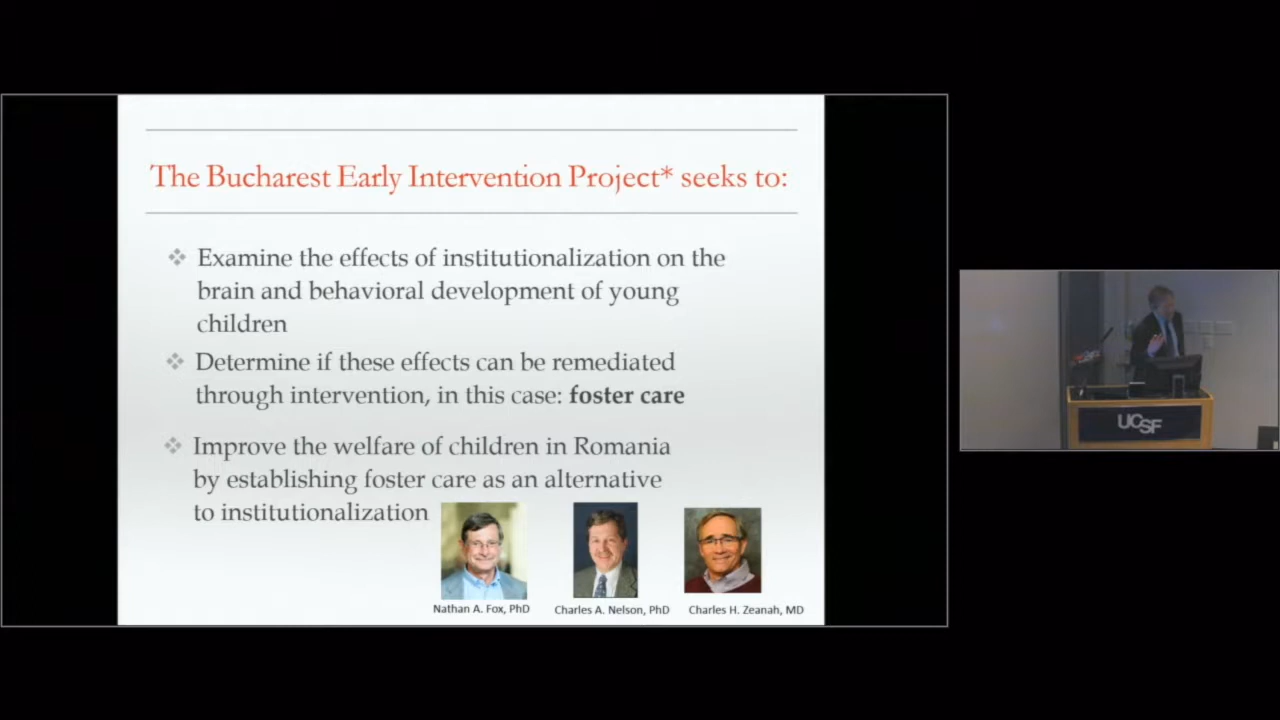 The Bucharest Early Intervention Project* seeks to:
Examine the effects of institutionalization on the
brain and behavioral development of young
children
Determine if these effects can be remediated
through intervention, in this case: foster care
Improve the welfare of children in Romania
by establishing foster care as an alternative
to institutionalization
Nathan A. Fox, PhD
Charles A. Nelson, PhD
Charles H. Zeanah, MD
UCSF